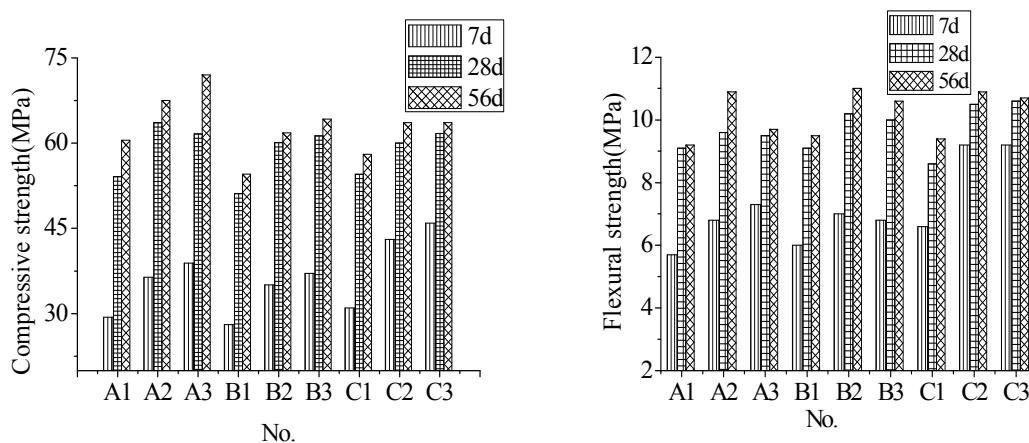 7d
28d
56d
75
60
45
30
Compressive strength(MPa)
A1 A2 A3 B1 B2 B3 C1 C2 C3
No.
7d
28d
56d
12
10
8
6
4
2
Flexural strength(MPa)
A1 A2 A3 B1 B2 B3 C1 C2 C3
No.